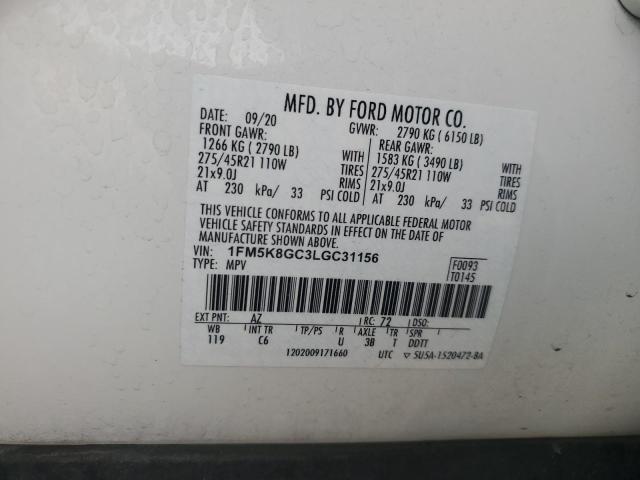 MFD. BY FORD MOTOR CO.
DATE: 09/20 GVWR: 2790 KG ( 6150 LB)
FRONT GAWR: REAR GAWR:
1266 KG ( 2790 LB) WITH 1583 KG ( 3490 LB) WITH
275/45R21 110W TIRES 275/45R21 110W TIRES
21x9.0J RIMS 21x9.0J RIMS
AT 230 kPa/ 33 PSI COLD AT 230 kPa/ 33 PSI COLD
THIS VEHICLE CONFORMS TO ALL APPLICABLE FEDERAL MOTOR
VEHICLE SAFETY STANDARDS IN EFFECT ON THE DATE OF
MANUFACTURE SHOWN ABOVE.
VIN: 1FM5K8GC3LGC31156 F0093
TYPE: MPV T0145
EXT PNT: AZ RC: 72 DSO:
WB INT TR TP/PS R AXLE TR SPR
119 C6 U 3B T DDTT
1202009171660 UTC ▽ 5U5A-1520472-BA